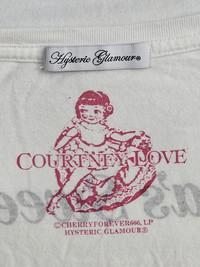 Hysteric Glamour®
COURTNEY LOVE
©CHERRYFOREVER666, LP
HYSTERIC GLAMOUR®